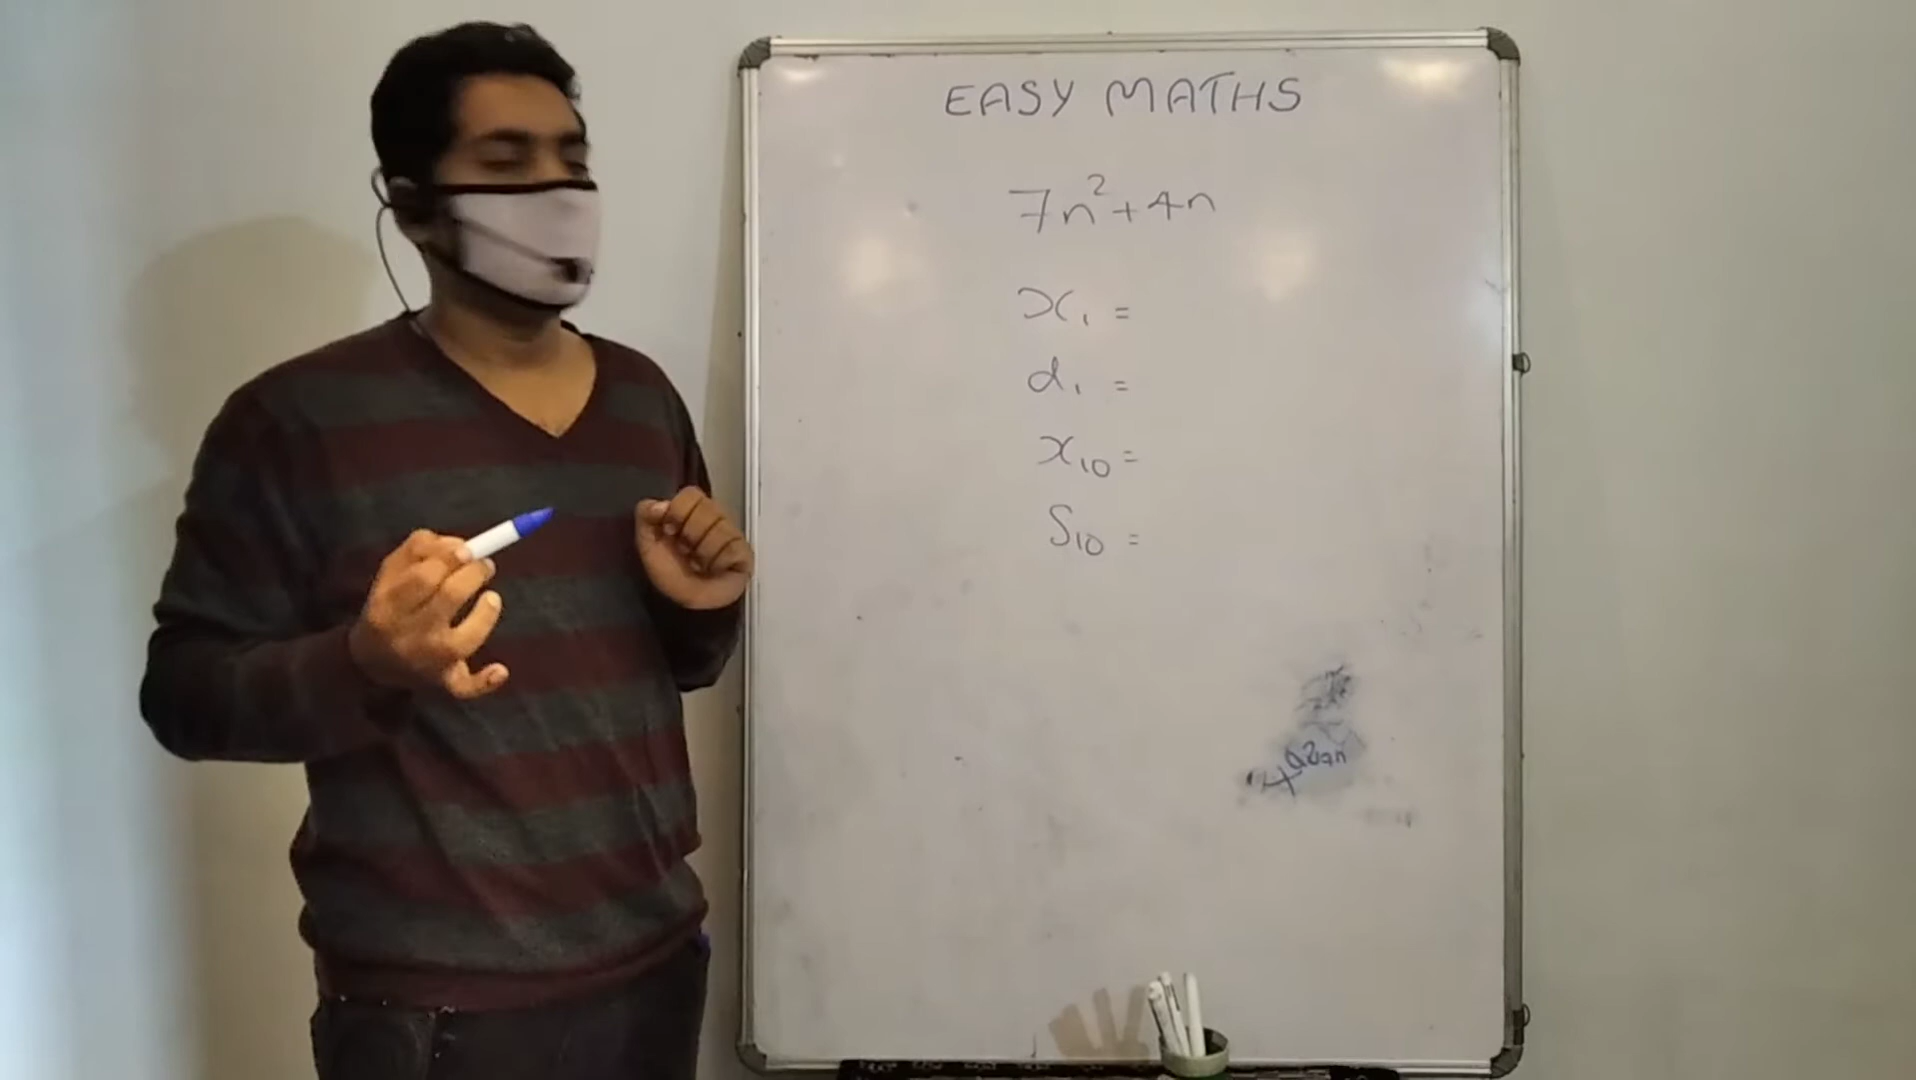 EASY MATHS
7n²+4n
x₁ =
d₁ =
x₁₀ =
S₁₀ =